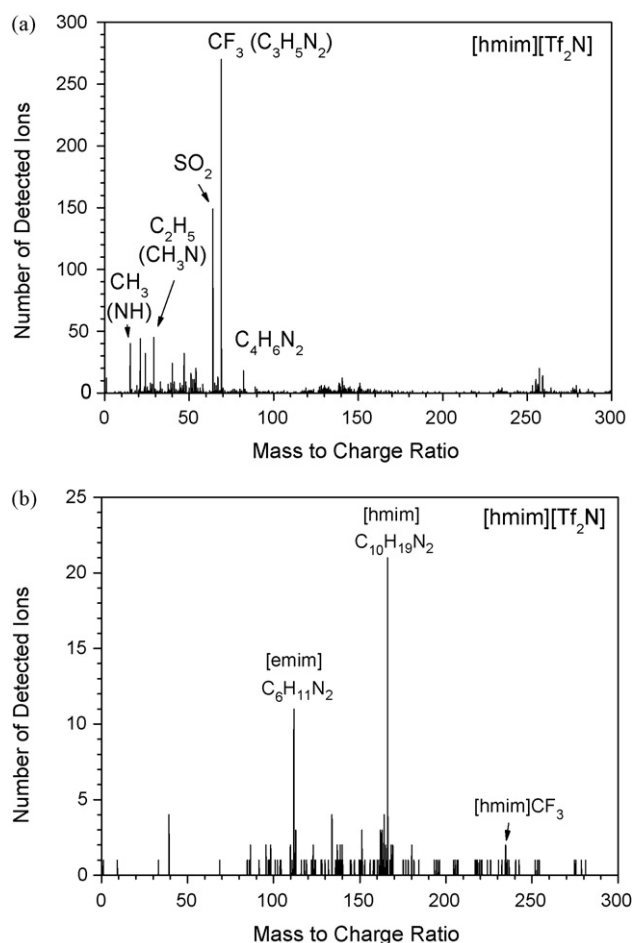 (a)
CF₃ (C₃H₅N₂)
[hmim][Tf₂N]
SO₂
C₂H₅
(CH₃N)
CH₃
(NH)
C₄H₆N₂
Number of Detected Ions
300
250
200
150
100
50
0
0 50 100 150 200 250 300
Mass to Charge Ratio
(b)
[hmim]
C₁₀H₁₉N₂
[hmim][Tf₂N]
[emim]
C₆H₁₁N₂
[hmim]CF₃
Number of Detected Ions
25
20
15
10
5
0
0 50 100 150 200 250 300
Mass to Charge Ratio